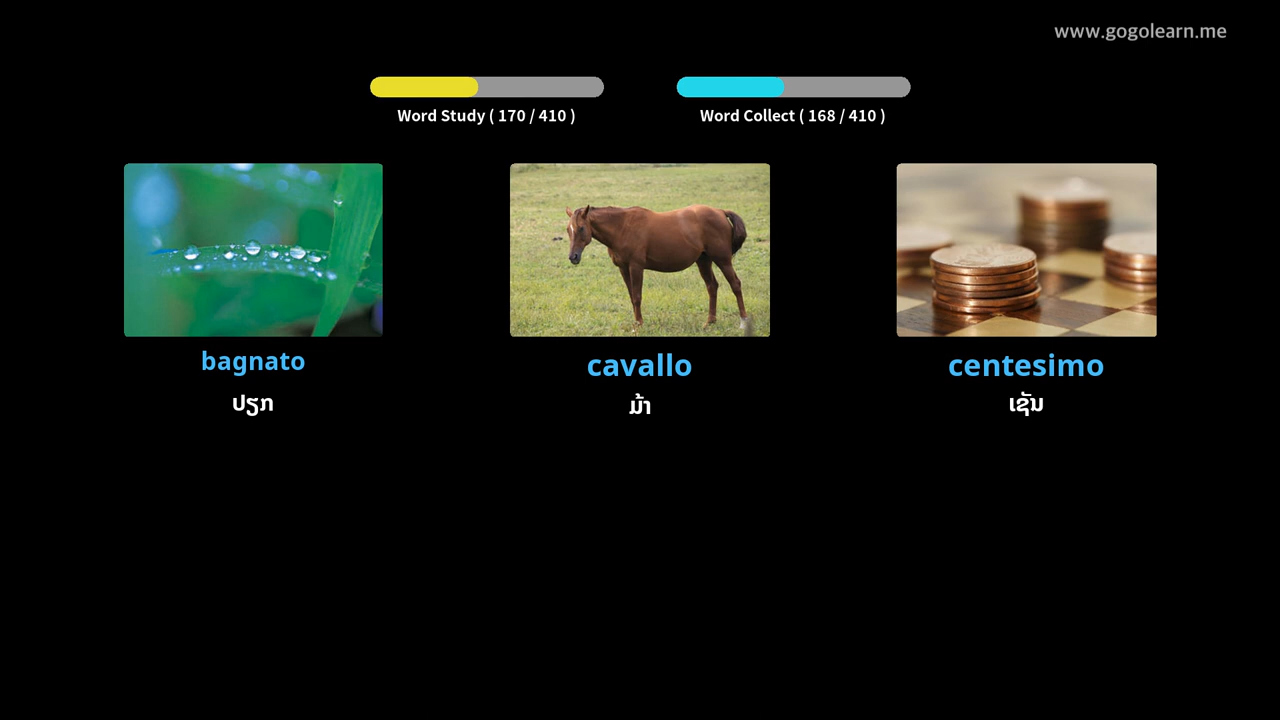 www.gogolearn.me
Word Study ( 170 / 410 )
Word Collect ( 168 / 410 )
bagnato
cavallo
centesimo
ປຽກ
ມ້າ
ເຊັນ